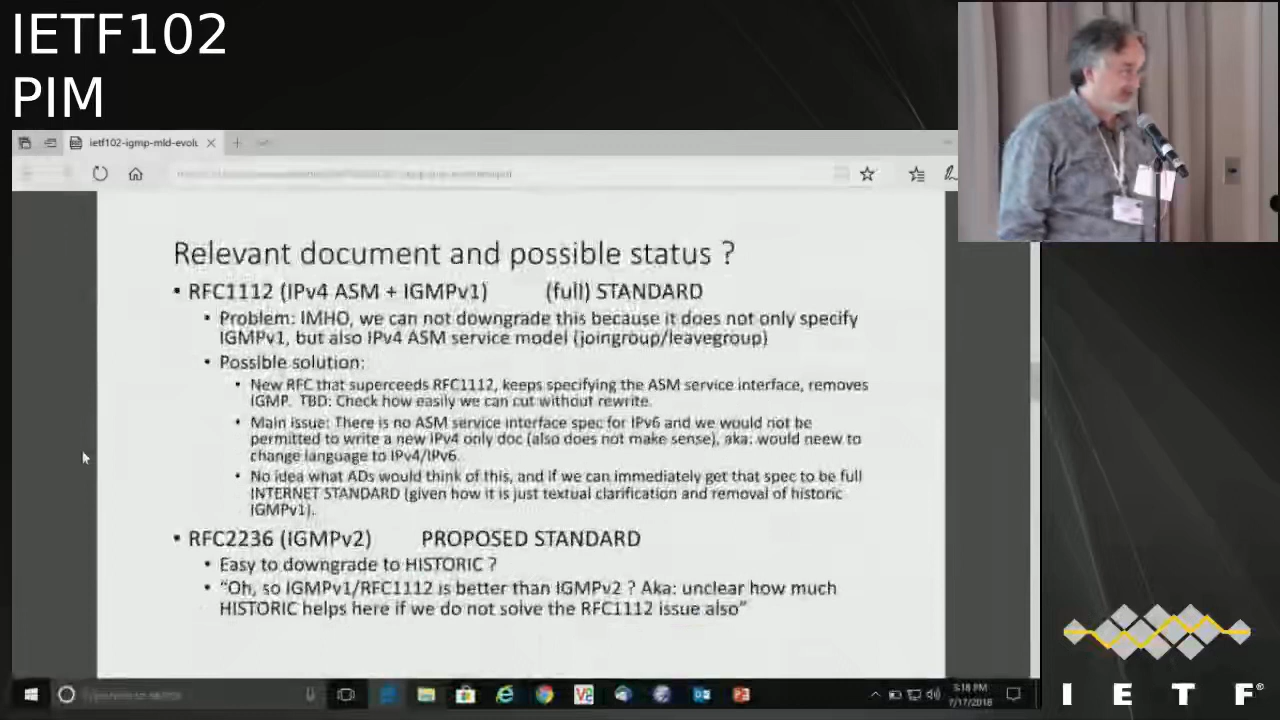 IETF102
PIM
ietf102-igmp-mld-evolu
Relevant document and possible status ?
• RFC1112 (IPv4 ASM + IGMPv1) (full) STANDARD
• Problem: IMHO, we can not downgrade this because it does not only specify
IGMPv1, but also IPv4 ASM service model (joingroup/leavegroup)
• Possible solution:
• New RFC that superceeds RFC1112, keeps specifying the ASM service interface, removes
IGMP. TBD: Check how easily we can cut without rewrite.
• Main issue: There is no ASM service interface spec for IPv6 and we would not be
permitted to write a new IPv4 only doc (also does not make sense), aka: would neew to
change language to IPv4/IPv6.
• No idea what ADs would think of this, and if we can immediately get that spec to be full
INTERNET STANDARD (given how it is just textual clarification and removal of historic
IGMPv1).
• RFC2236 (IGMPv2) PROPOSED STANDARD
• Easy to downgrade to HISTORIC ?
• "Oh, so IGMPv1/RFC1112 is better than IGMPv2 ? Aka: unclear how much
HISTORIC helps here if we do not solve the RFC1112 issue also"
3:18 PM
7/17/2018
I E T F®